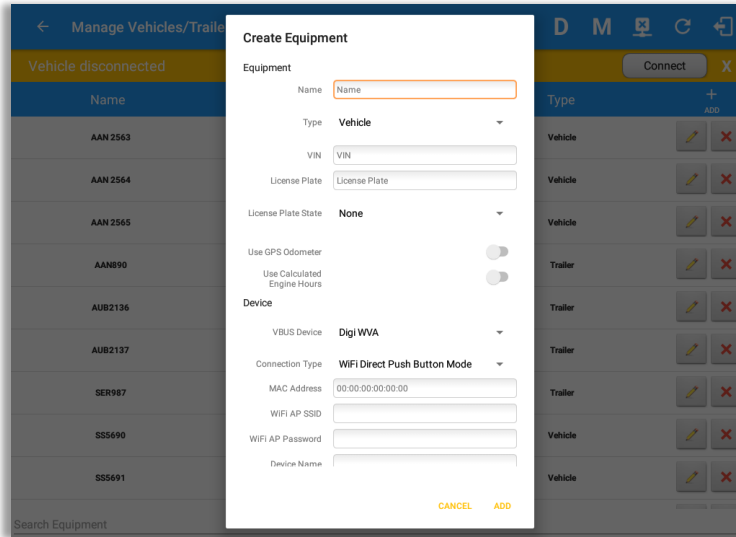 Manage Vehicles/Traile
D M
Vehicle disconnected
Connect X
Name
Type
ADD
AAN 2563
Vehicle
AAN 2564
Vehicle
AAN 2565
Vehicle
AAN890
Trailer
AUB2136
Trailer
AUB2137
Trailer
SER987
Trailer
SS5690
Vehicle
SS5691
Vehicle
Search Equipment
Create Equipment
Equipment
Name Name
Type Vehicle
VIN VIN
License Plate License Plate
License Plate State None
Use GPS Odometer
Use Calculated
Engine Hours
Device
VBUS Device Digi WVA
Connection Type WiFi Direct Push Button Mode
MAC Address 00:00:00:00:00:00
WiFi AP SSID
WiFi AP Password
Device Name
CANCEL ADD